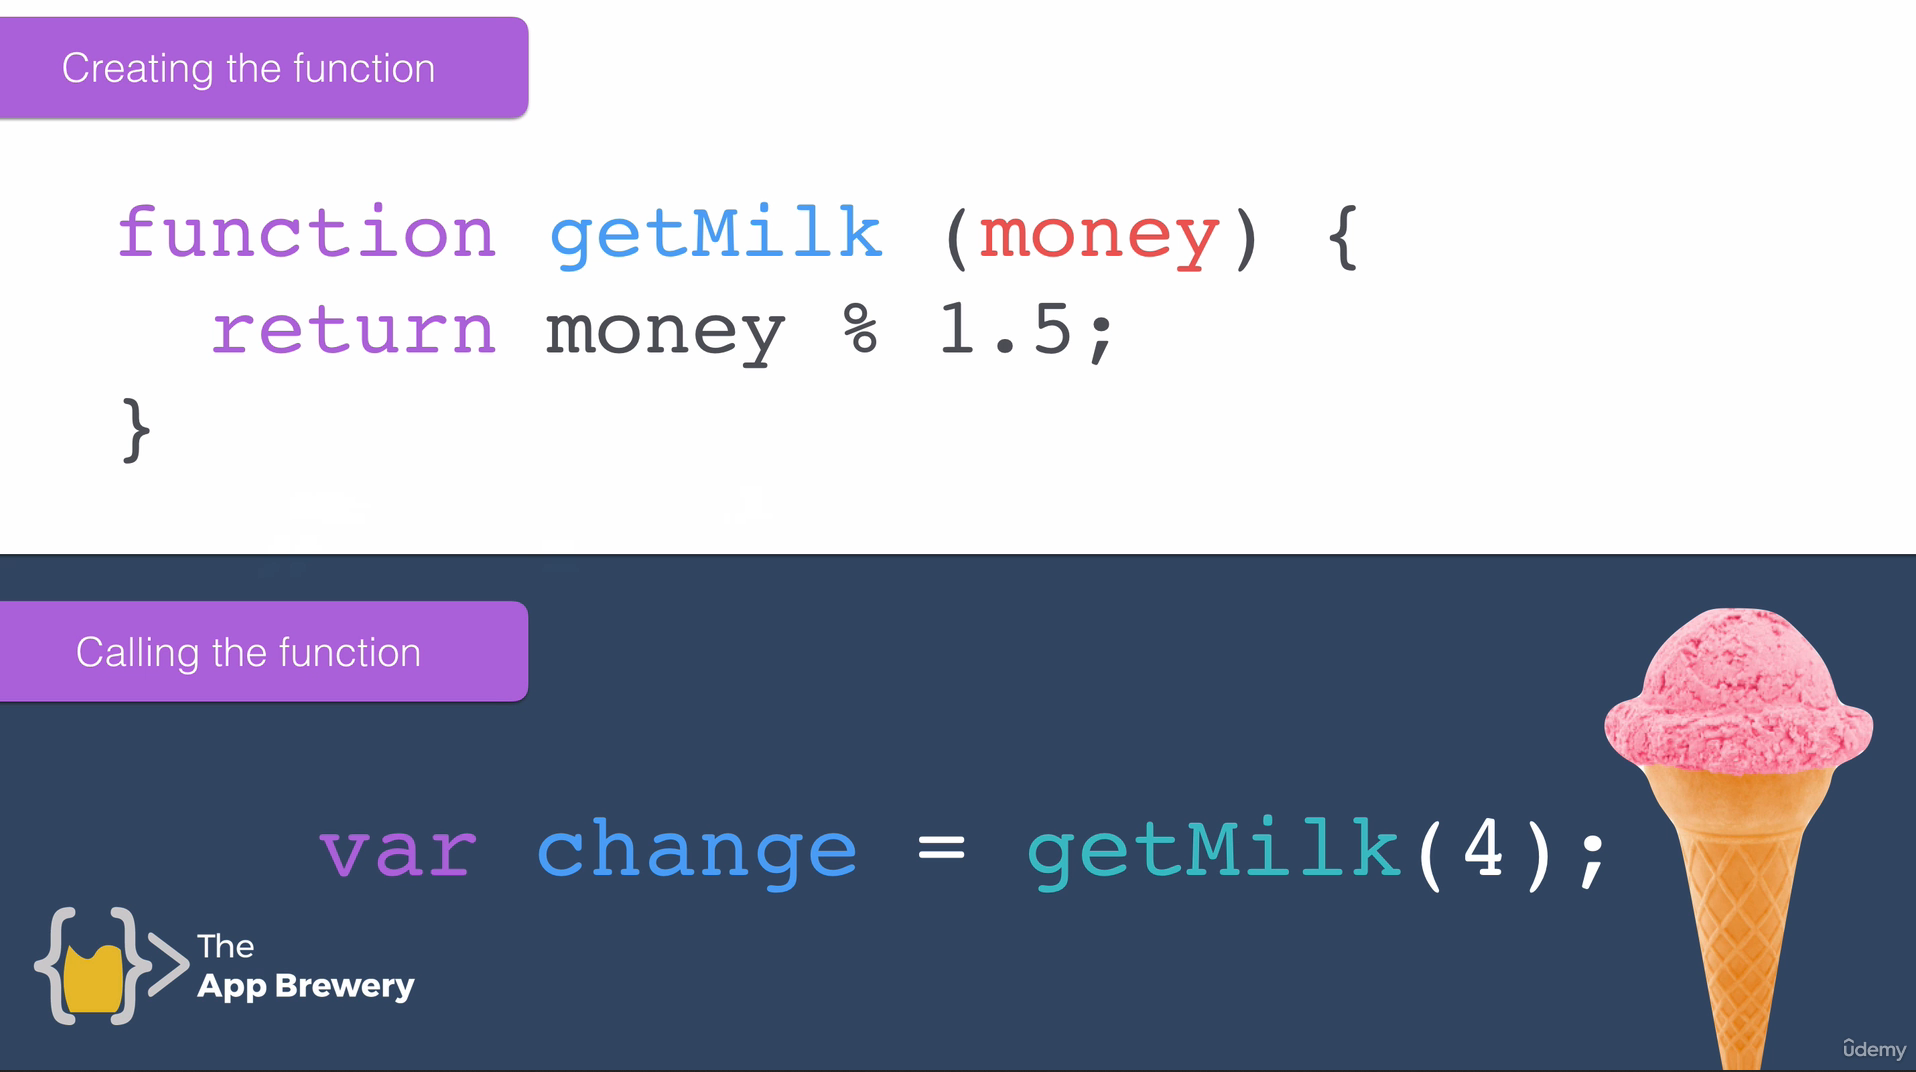 Creating the function
function getMilk (money) {
  return money % 1.5;
}
Calling the function
var change = getMilk(4);
The
App Brewery
ûdemy